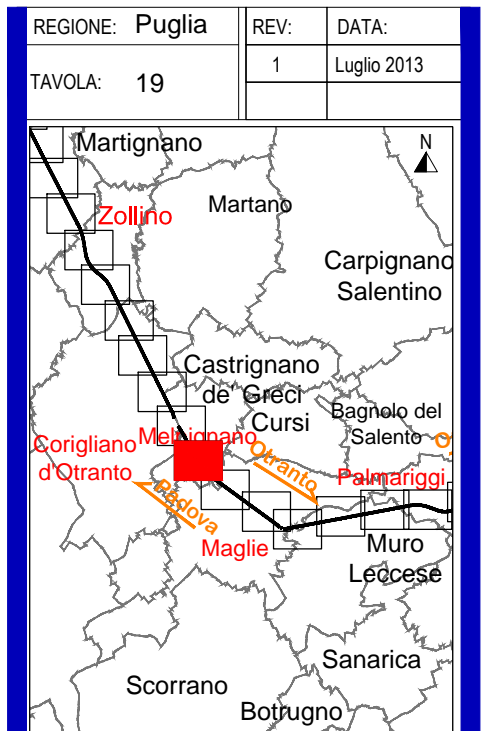 REGIONE: Puglia
REV:
DATA:
TAVOLA: 19
1
Luglio 2013
Martignano
N
Zollino
Martano
Carpignano
Salentino
Castrignano
de' Greci
Cursi
Bagnolo del
Salento
O
Corigliano
d'Otranto
Melpignano
Otranto
Palmariggi
Padova
Maglie
Muro
Leccese
Sanarica
Scorrano
Botrugno